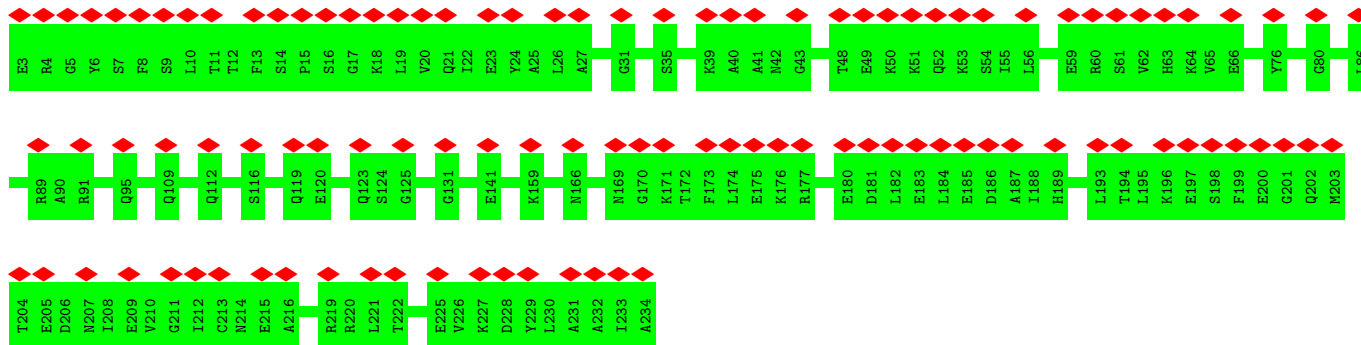 E3 R4 G5 Y6 S7 F8 S9 L10 T11 T12 F13 S14 P15 S16 G17 K18 L19 V20 Q21 I22 E23 Y24 A25 L26 A27 G31 S35 K39 A40 A41 N42 G43 T48 E49 K50 K51 Q52 K53 S54 I55 L56 E59 R60 S61 V62 H63 K64 V65 E66 Y76 G80 L86
R89 A90 R91 Q95 Q109 Q112 S116 Q119 E120 Q123 S124 G125 G131 E141 K159 N166 N169 G170 K171 T172 F173 L174 E175 K176 R177 E180 D181 L182 E183 L184 E185 D186 A187 I188 H189 L193 T194 L195 K196 E197 S198 F199 E200 G201 Q202 M203
T204 E205 D206 N207 I208 E209 V210 G211 I212 C213 N214 E215 A216 R219 R220 L221 T222 E225 V226 K227 D228 Y229 L230 A231 A232 I233 A234